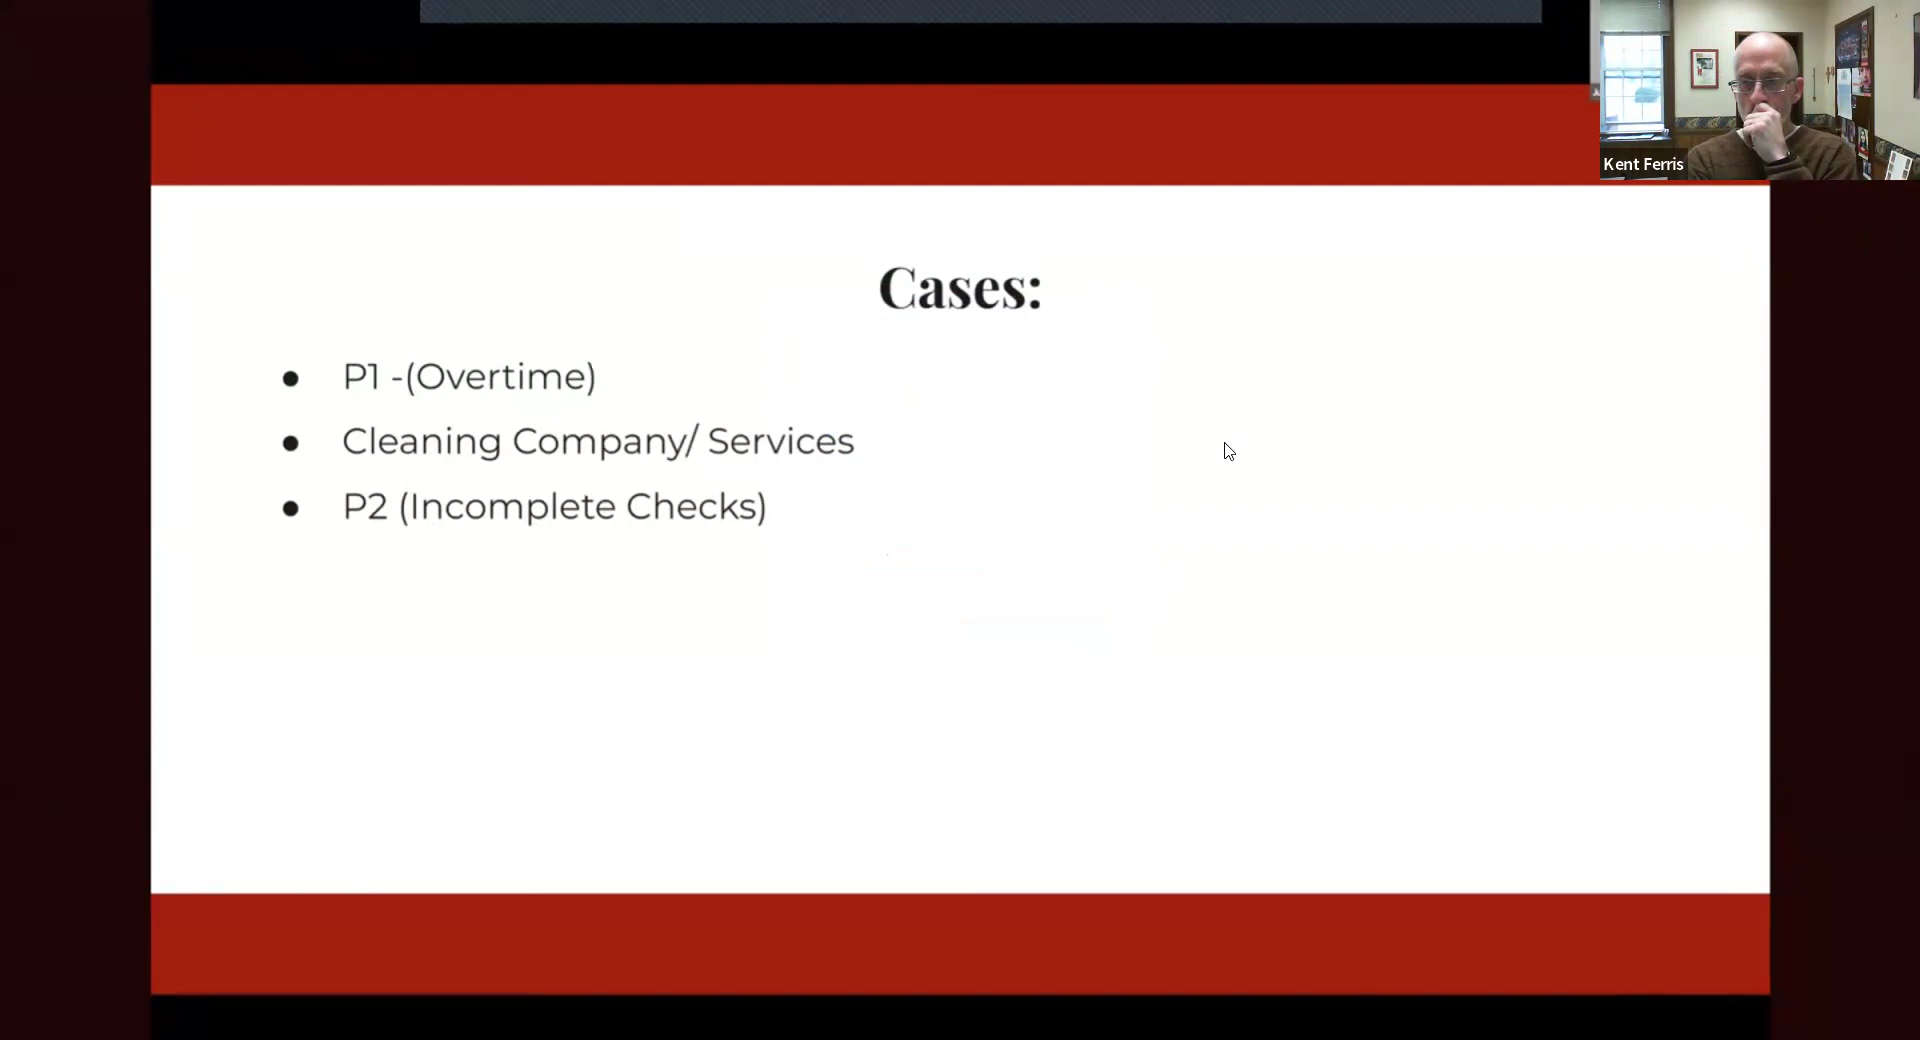 Kent Ferris
Cases:
● P1 -(Overtime)
● Cleaning Company/ Services
● P2 (Incomplete Checks)